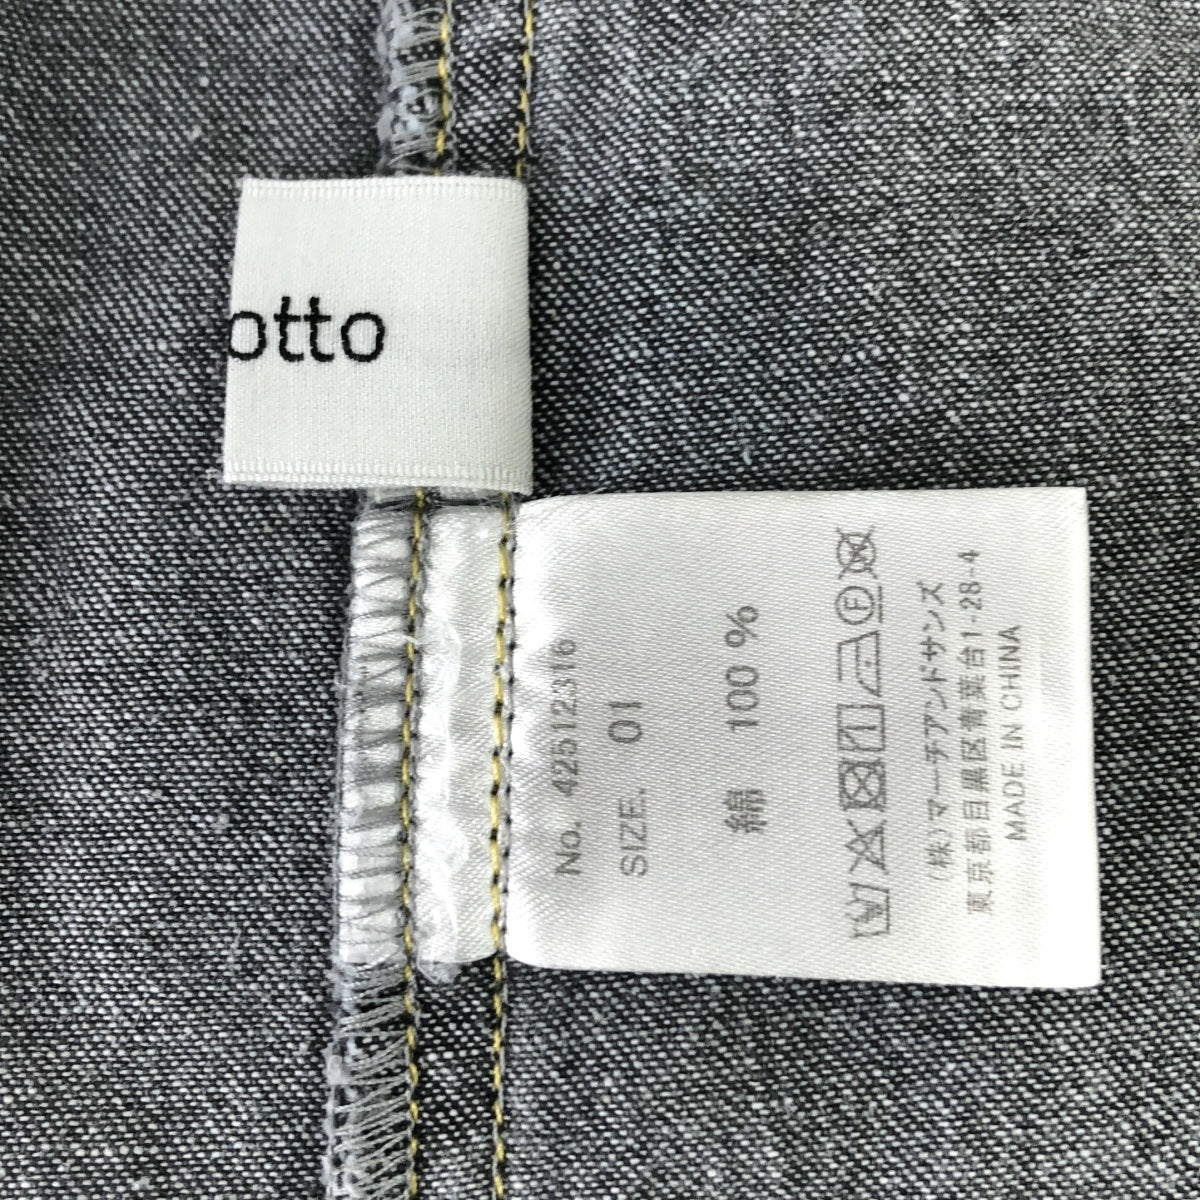 otto
No. 425122316
SIZE. 01
綿 100 %
F
(株)マーチアンドサンズ
東京都目黒区青葉台1-28-4
MADE IN CHINA